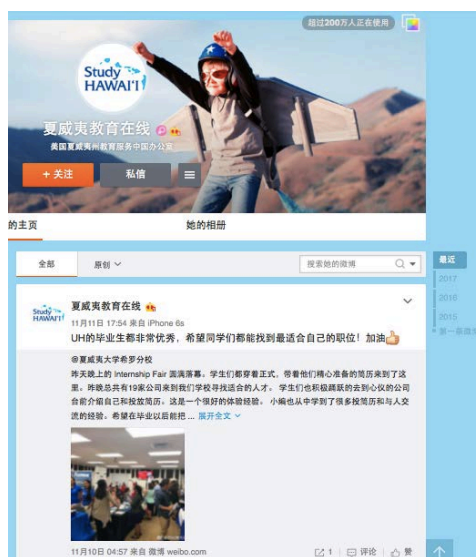 超过200万人正在使用
Study
HAWAI'I
夏威夷教育在线
美国夏威夷州教育服务中国办公室
+ 关注
私信
的主页
她的相册
全部
原创
搜索她的微博
最近
2017
2016
2015
Study
HAWAI'I
夏威夷教育在线
11月11日 17:54 来自 iPhone 6s
UH的毕业生都非常优秀，希望同学们都能找到最适合自己的职位！加油
@夏威夷大学希罗分校
昨天晚上的 Internship Fair 圆满落幕。学生们都穿着正式，带着他们精心准备的简历来到了这
里。昨晚总共有19家公司来到我们学校寻找适合的人才。 学生们也积极踊跃的去到心仪的公司
台前介绍自己和投放简历。这是一个很好的体验经验。 小编也从中学到了很多投简历和与人交
流的经验。希望在毕业以后能把 ... 展开全文
11月10日 04:57 来自 微博 weibo.com
1
评论
赞